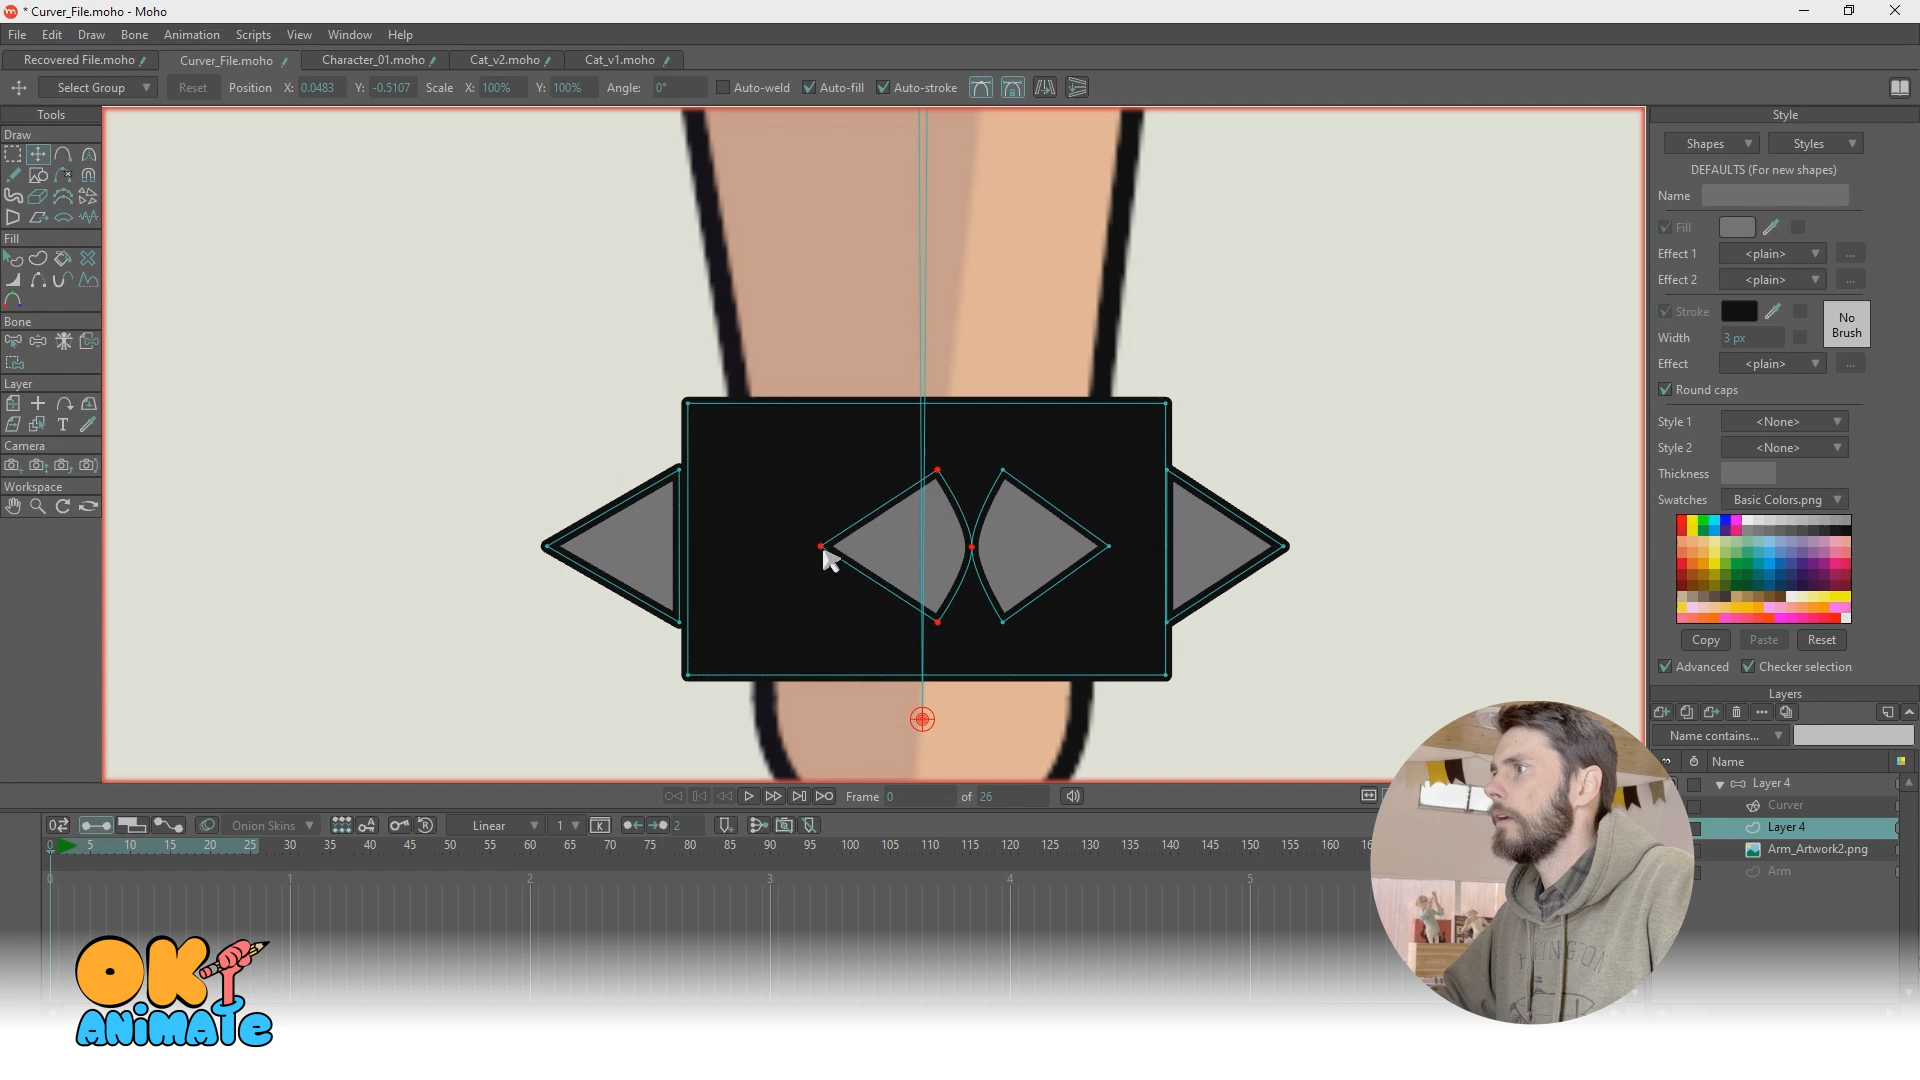 * Curver_File.moho - Moho
File Edit Draw Bone Animation Scripts View Window Help
Recovered File.moho Curver_File.moho Character_01.moho Cat_v2.moho Cat_v1.moho
Select Group Reset Position X: 0.0483 Y: -0.5107 Scale X: 100% Y: 100% Angle: 0° Auto-weld Auto-fill Auto-stroke
Tools
Draw
Fill
Bone
Layer
Camera
Workspace
Style
Shapes Styles
DEFAULTS (For new shapes)
Name
Fill
Effect 1 <plain> ...
Effect 2 <plain> ...
Stroke
No Brush
Width 3 px
Effect <plain> ...
Round caps
Style 1 <None>
Style 2 <None>
Thickness
Swatches Basic Colors.png
Copy Paste Reset
Advanced Checker selection
Layers
Name contains...
Name
Layer 4
Curver
Layer 4
Arm_Artwork2.png
Arm
Frame 0 of 26
Onion Skins Linear 1 2
0 5 10 15 20 25 30 35 40 45 50 55 60 65 70 75 80 85 90 95 100 105 110 115 120 125 130 135 140 145 150 155 160
0 1 2 3 4 5
OK
ANiMATe